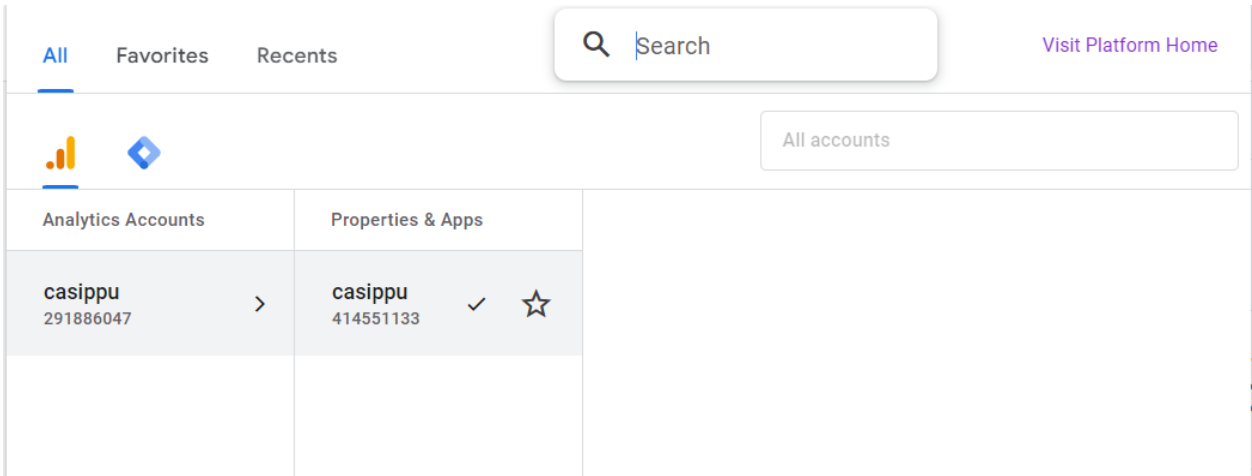 All Favorites Recents
Search
Visit Platform Home
All accounts
Analytics Accounts
Properties & Apps
casippu
291886047
casippu
414551133